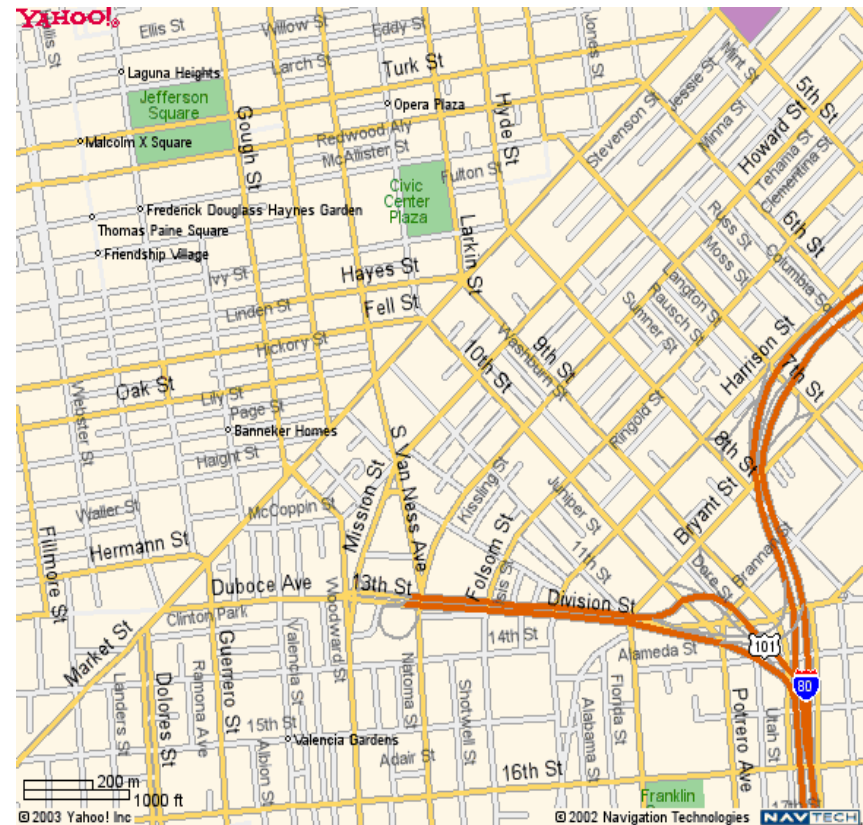 YAHOO!
Ellis St
Willow St
Eddy St
Larch St
Turk St
Jones St
Mint St
Jessie St
5th St
Laguna Heights
Jefferson
Square
Opera Plaza
Hyde St
Stevenson St
Minna St
Howard St
Tehama St
Clementina St
Gough St
Redwood Aly
McAllister St
Malcolm X Square
Fulton St
Civic
Center
Plaza
6th St
Russ St
Moss St
Columbia Sq
Frederick Douglass Haynes Garden
Thomas Paine Square
Friendship Village
Larkin St
Ivy St
Hayes St
Langton St
Rausch St
Sumner St
Linden St
Fell St
Washburn St
9th St
Harrison St
7th St
Hickory St
10th St
Oak St
Lily St
Page St
Webster St
Banneker Homes
Haight St
Ringold St
8th St
S Van Ness Ave
Mission St
Kissling St
Juniper St
Bryant St
Waller St
McCoppin St
Folsom St
11th St
Brannan St
Dore St
Fillmore St
Hermann St
Duboce Ave
13th St
Isis St
Division St
Clinton Park
Woodward St
14th St
101
Market St
Guerrero St
Valencia St
Natoma St
Alameda St
80
Landers St
Dolores St
Ramona Ave
Shotwell St
Florida St
Alabama St
Potrero Ave
Utah St
15th St
Albion St
Valencia Gardens
Adair St
16th St
Franklin
17th St
200 m
1000 ft
© 2003 Yahoo! Inc
© 2002 Navigation Technologies
NAVTECH